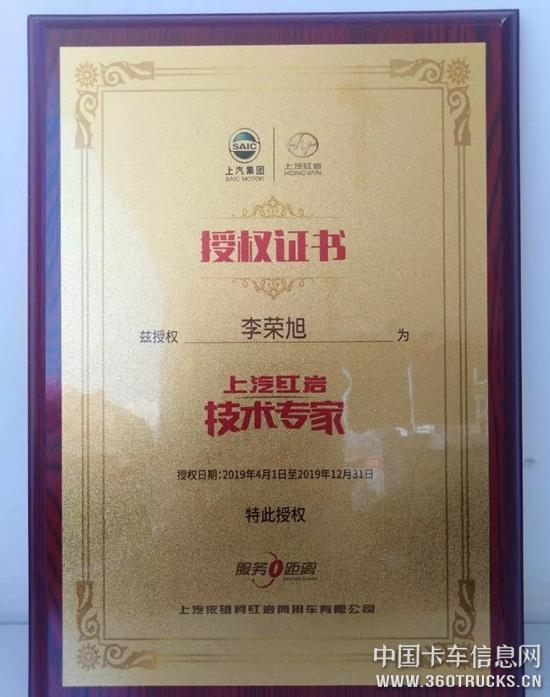 SAIC
上汽集团
SAIC MOTOR
上汽红岩
HONGYAN
授权证书
兹授权 李荣旭 为
上汽红岩
技术专家
授权日期：2019年4月1日至2019年12月31日
特此授权
服务0距离
上汽依维柯红岩商用车有限公司
中国卡车信息网
WWW.360TRUCKS.CN